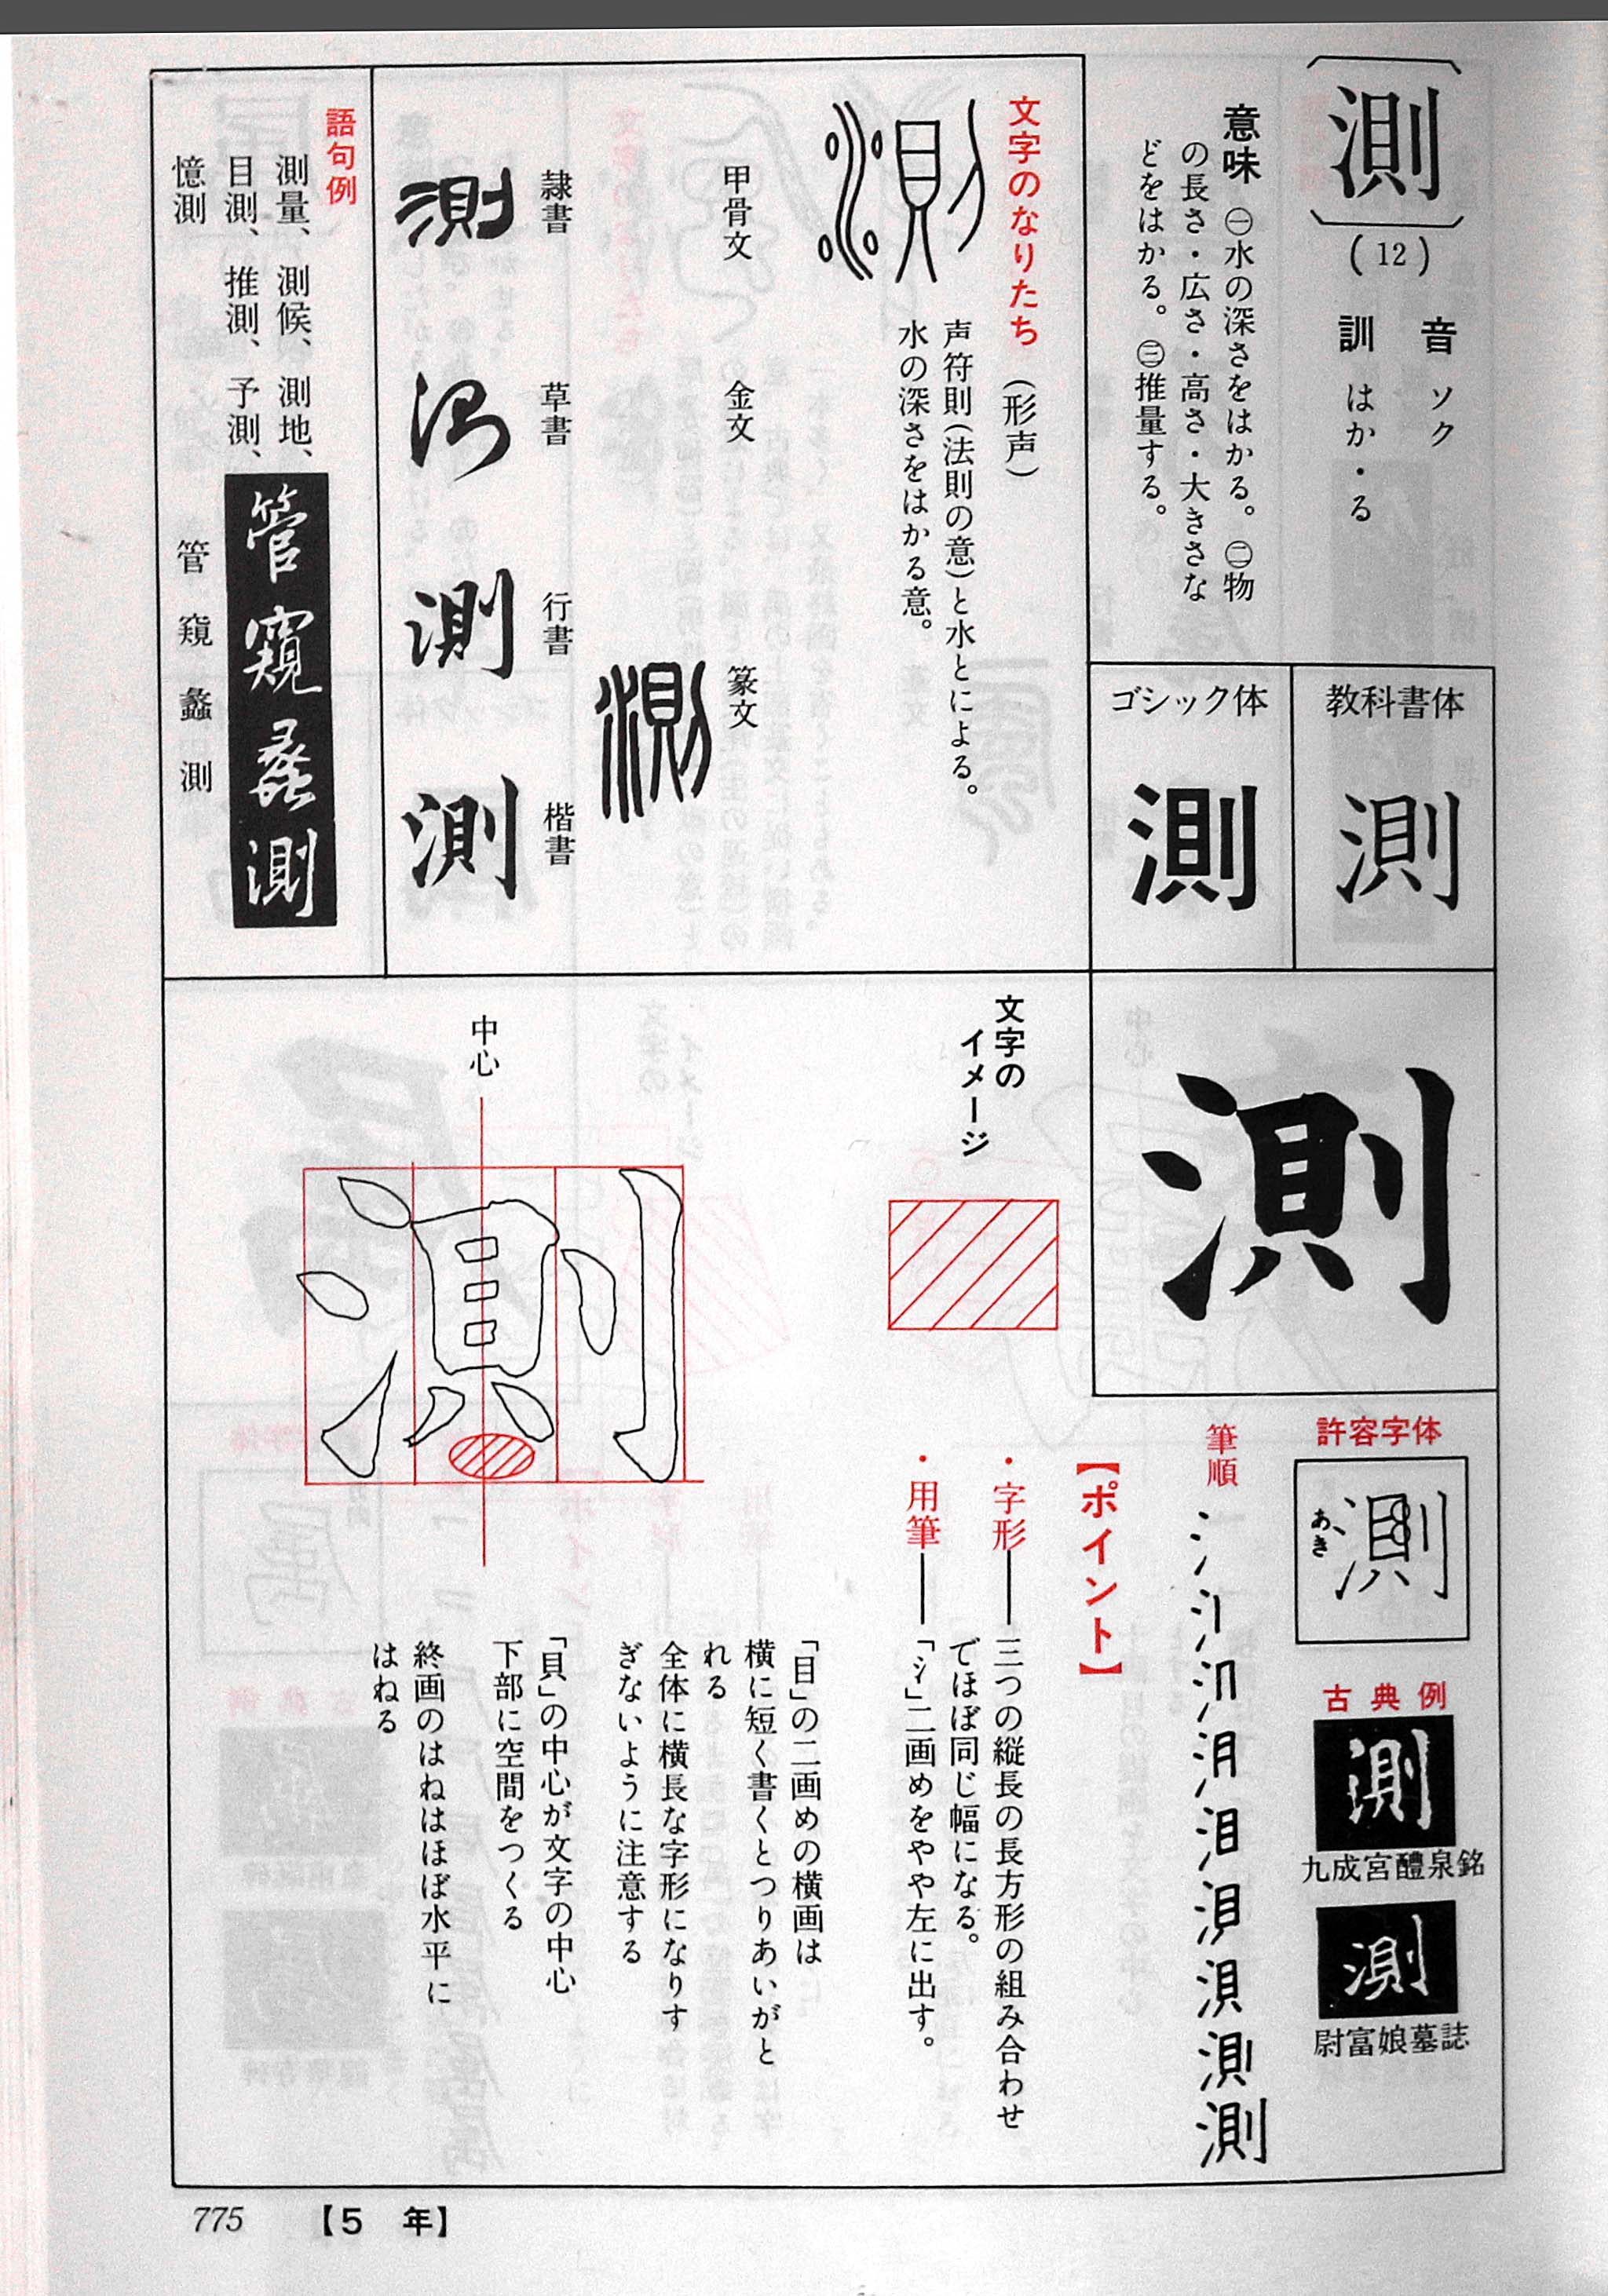 〔測〕(12)
音 ソク
訓 はか・る
意味 ㊀水の深さをはかる。㊁物
の長さ・広さ・高さ・大きさな
どをはかる。㊂推量する。
教科書体
測
ゴシック体
測
文字のなりたち (形声)
声符則(法則の意)と水とによる。
水の深さをはかる意。
甲骨文
金文
篆文
測
隷書
測
草書
測
行書
測
楷書
測
語句例
測量、測候、測地、
目測、推測、予測、
憶測
管窺蠡測
管窺蠡測
測
許容字体
測
あき
古典例
測
九成宮醴泉銘
測
尉富娘墓誌
筆順
測
【ポイント】
・字形──三つの縦長の長方形の組み合わせ
でほぼ同じ幅になる。
・用筆──「氵」二画めをやや左に出す。
「目」の二画めの横画は
横に短く書くとつりあいがと
れる
全体に横長な字形になりす
ぎないように注意する
「貝」の中心が文字の中心
下部に空間をつくる
終画のはねはほぼ水平に
はねる
文字の
イメージ
中心
測
775 【5 年】